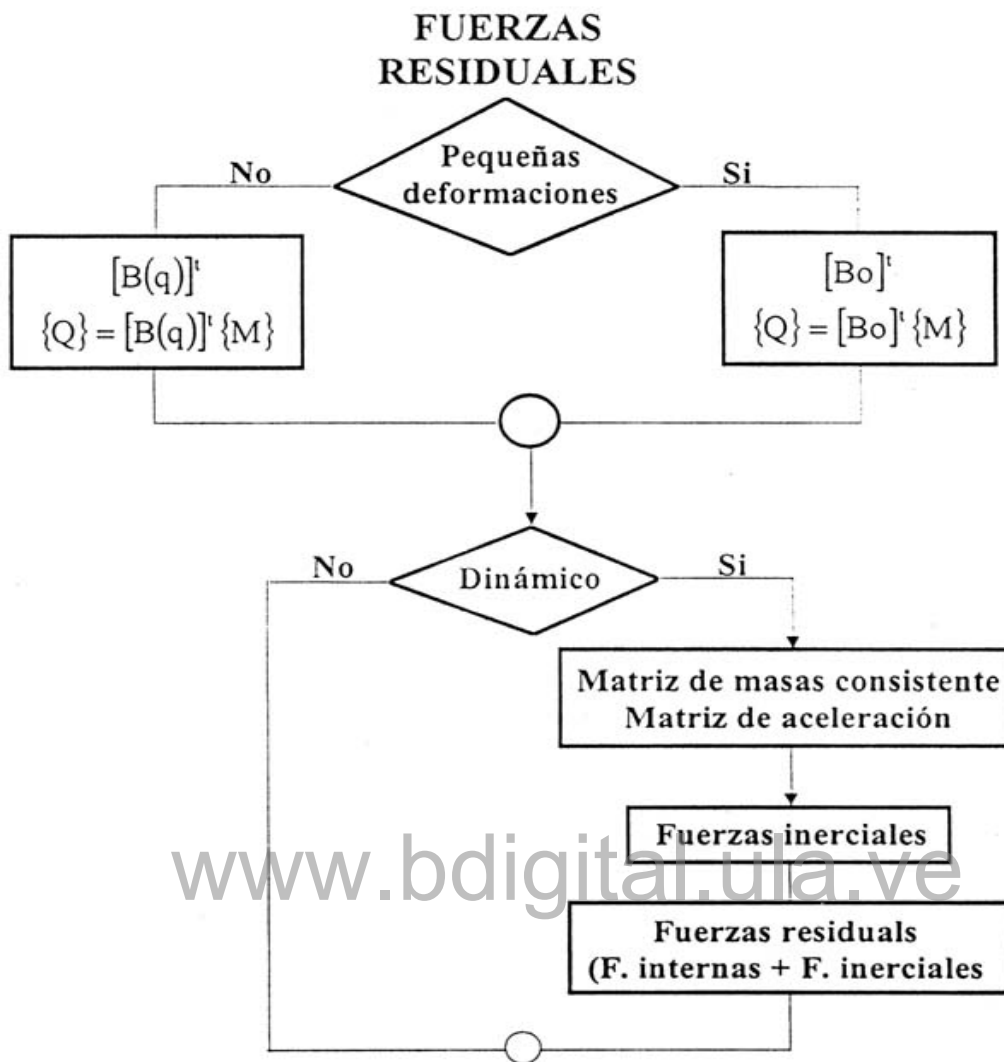 FUERZAS
RESIDUALES
Pequeñas
deformaciones
No
Si
[B(q)]ᵗ
{Q} = [B(q)]ᵗ {M}
[Bo]ᵗ
{Q} = [Bo]ᵗ {M}
Dinámico
No
Si
Matriz de masas consistente
Matriz de aceleración
Fuerzas inerciales
www.bdigital.ula.ve
Fuerzas residuals
(F. internas + F. inerciales